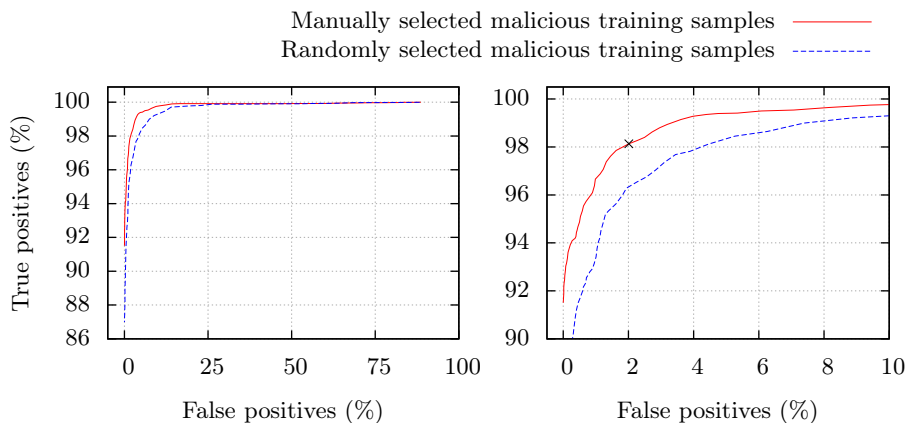 Manually selected malicious training samples
Randomly selected malicious training samples
True positives (%)
100
98
96
94
92
90
88
86
0 25 50 75 100
False positives (%)
100
98
96
94
92
90
0 2 4 6 8 10
False positives (%)